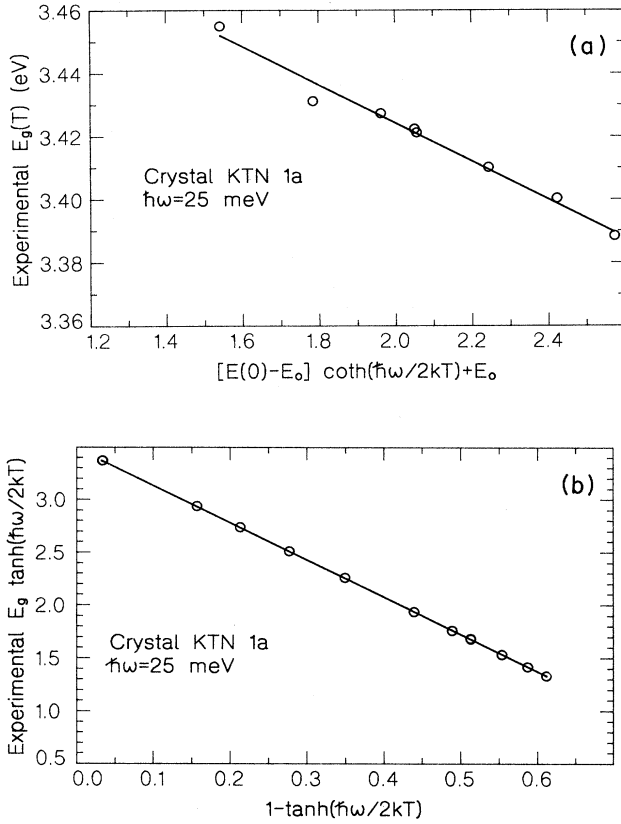 (a)
Experimental E_g(T) (eV)
3.46
3.44
3.42
3.40
3.38
3.36
Crystal KTN 1a
ℏω=25 meV
1.2 1.4 1.6 1.8 2.0 2.2 2.4
[E(0)-E₀] coth(ℏω/2kT)+E₀
(b)
Experimental E_g tanh(ℏω/2kT)
3.0
2.5
2.0
1.5
1.0
0.5
Crystal KTN 1a
ℏω=25 meV
0.0 0.1 0.2 0.3 0.4 0.5 0.6
1-tanh(ℏω/2kT)